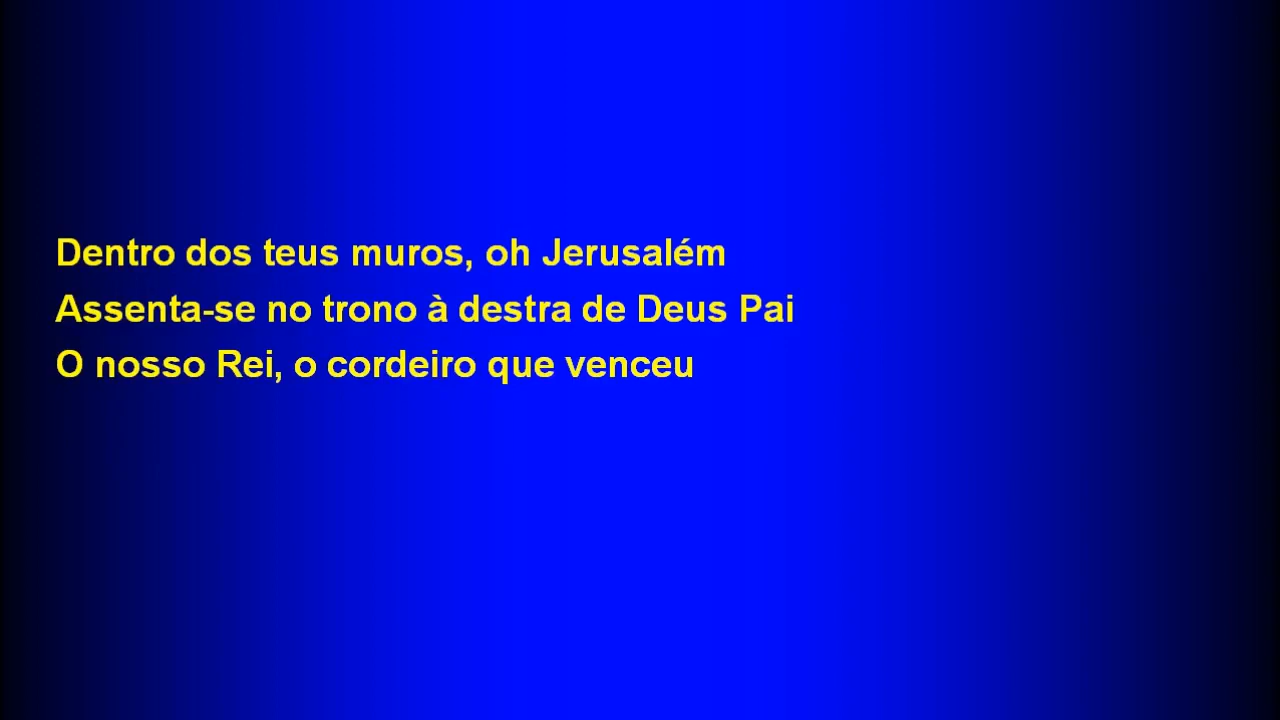 Dentro dos teus muros, oh Jerusalém
Assenta-se no trono à destra de Deus Pai
O nosso Rei, o cordeiro que venceu